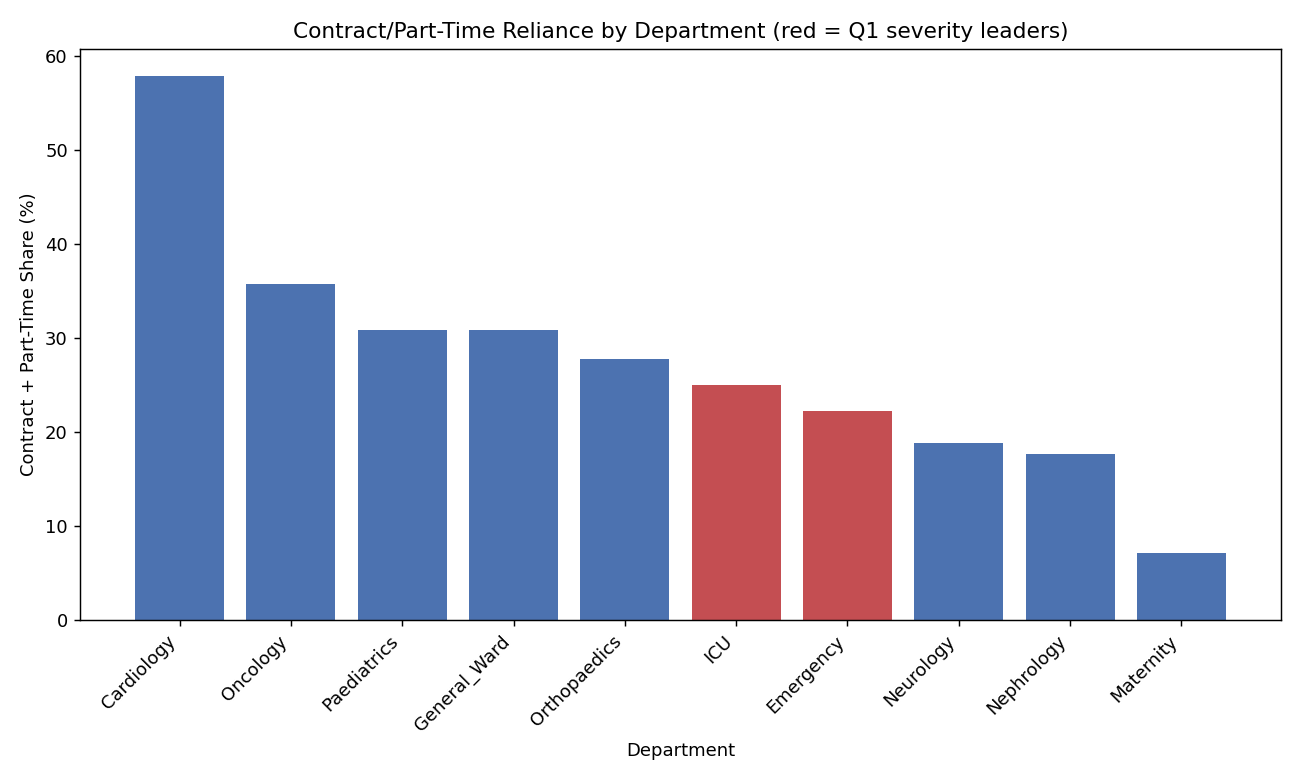 Contract/Part-Time Reliance by Department (red = Q1 severity leaders)
Contract + Part-Time Share (%)
60
50
40
30
20
10
0
Cardiology
Oncology
Paediatrics
General_Ward
Orthopaedics
ICU
Emergency
Neurology
Nephrology
Maternity
Department